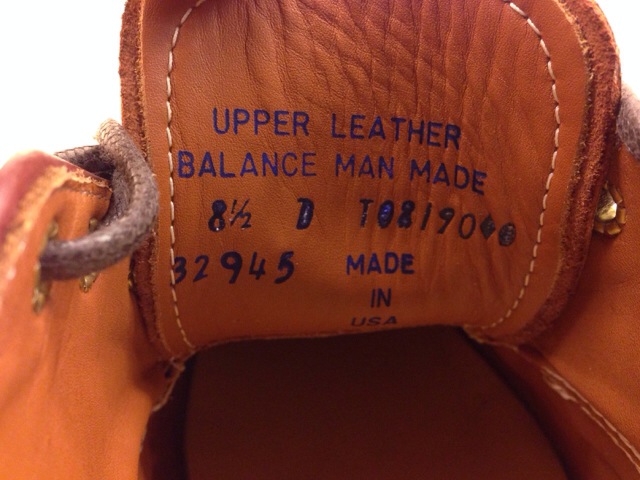 UPPER LEATHER
BALANCE MAN MADE
8½ D
32945 MADE
IN
USA